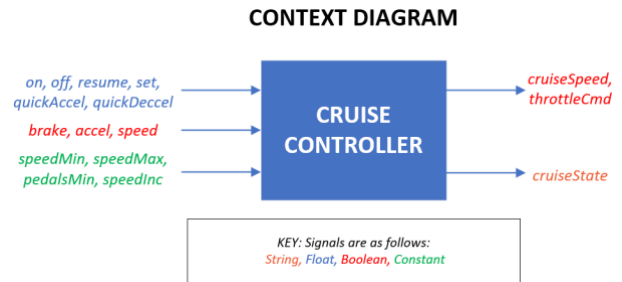 CONTEXT DIAGRAM
on, off, resume, set,
quickAccel, quickDeccel
brake, accel, speed
speedMin, speedMax,
pedalsMin, speedInc
CRUISE
CONTROLLER
cruiseSpeed,
throttleCmd
cruiseState
KEY: Signals are as follows:
String, Float, Boolean, Constant